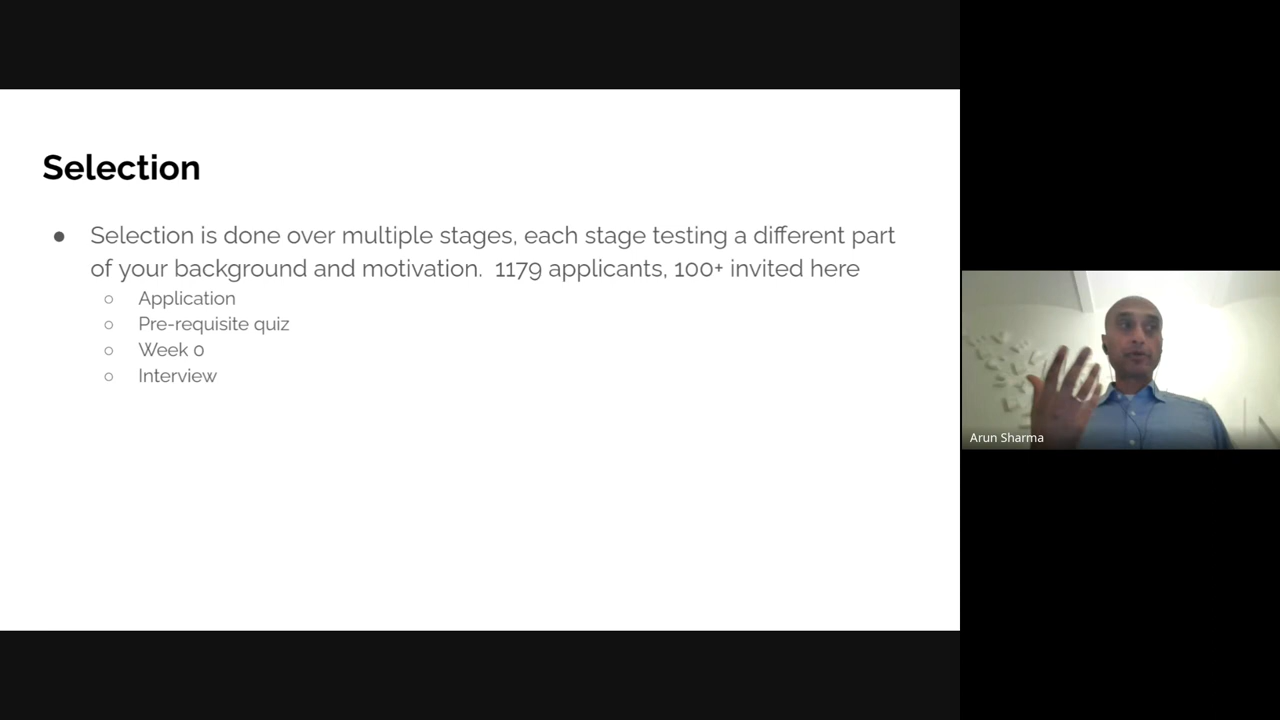 Selection
● Selection is done over multiple stages, each stage testing a different part
of your background and motivation.  1179 applicants, 100+ invited here
○ Application
○ Pre-requisite quiz
○ Week 0
○ Interview
Arun Sharma